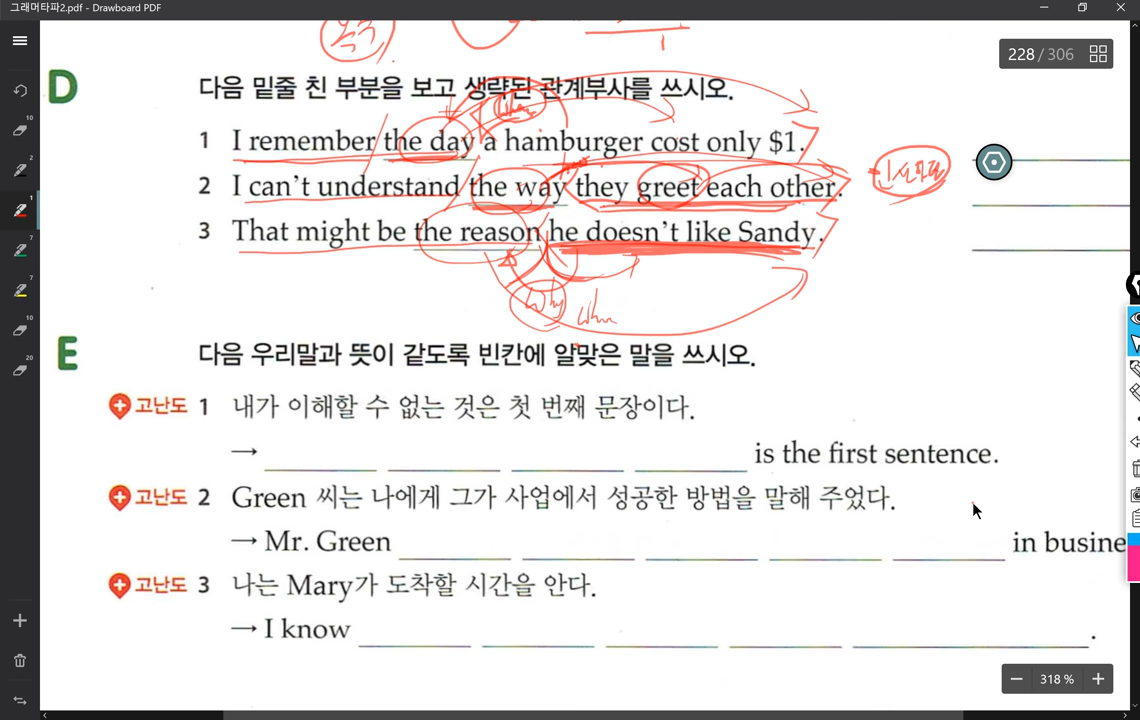 그래머타파2.pdf - Drawboard PDF
228 / 306
D 다음 밑줄 친 부분을 보고 생략된 관계부사를 쓰시오.
1 I remember the day a hamburger cost only $1.
2 I can't understand the way they greet each other.
3 That might be the reason he doesn't like Sandy.
why
E 다음 우리말과 뜻이 같도록 빈칸에 알맞은 말을 쓰시오.
고난도 1 내가 이해할 수 없는 것은 첫 번째 문장이다.
→ is the first sentence.
고난도 2 Green 씨는 나에게 그가 사업에서 성공한 방법을 말해 주었다.
→ Mr. Green in busine
고난도 3 나는 Mary가 도착할 시간을 안다.
→ I know .
318 %
10
2
1
7
7
10
20